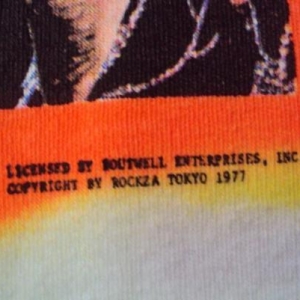 LICENSED BY BOUTWELL ENTERPRISES, INC
COPYRIGHT BY ROCKZA TOKYO 1977